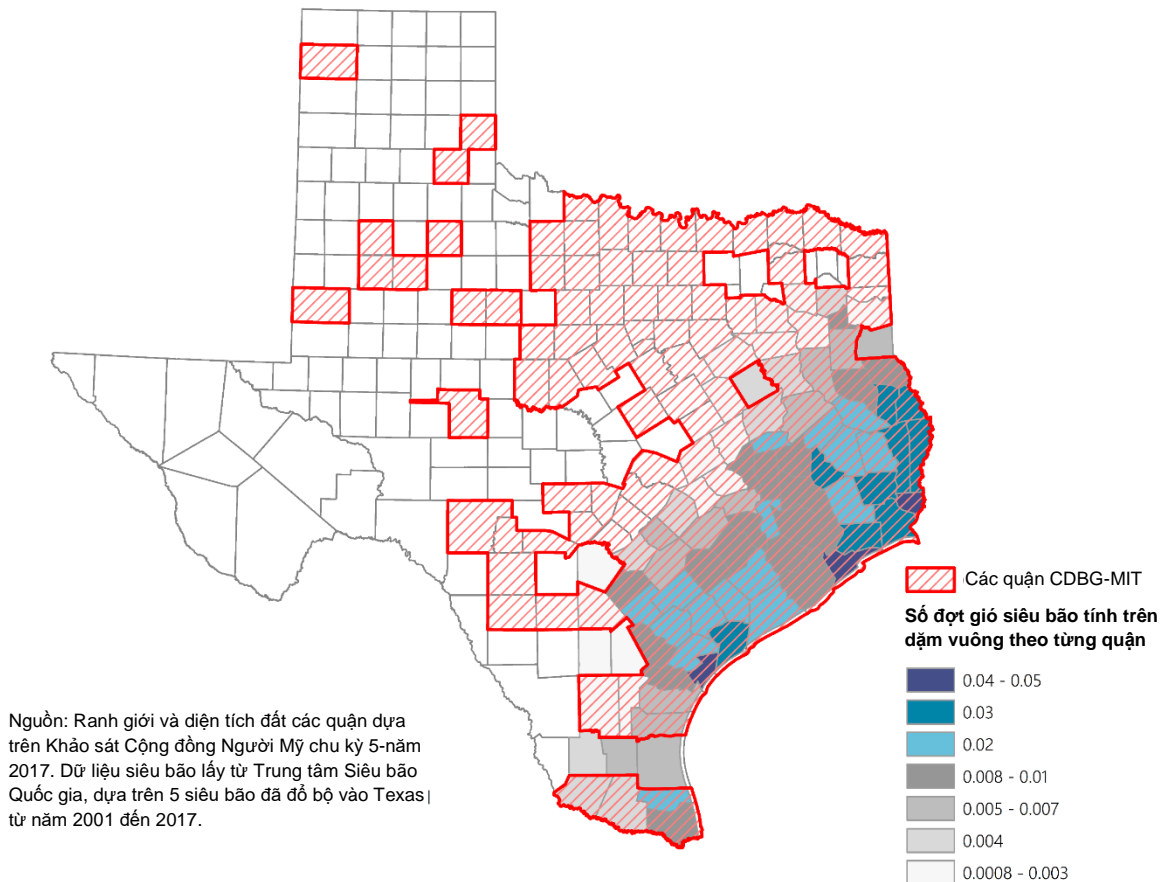 Các quận CDBG-MIT
Số đợt gió siêu bão tính trên
dặm vuông theo từng quận
0.04 - 0.05
0.03
0.02
0.008 - 0.01
0.005 - 0.007
0.004
0.0008 - 0.003
Nguồn: Ranh giới và diện tích đất các quận dựa
trên Khảo sát Cộng đồng Người Mỹ chu kỳ 5-năm
2017. Dữ liệu siêu bão lấy từ Trung tâm Siêu bão
Quốc gia, dựa trên 5 siêu bão đã đổ bộ vào Texas
từ năm 2001 đến 2017.